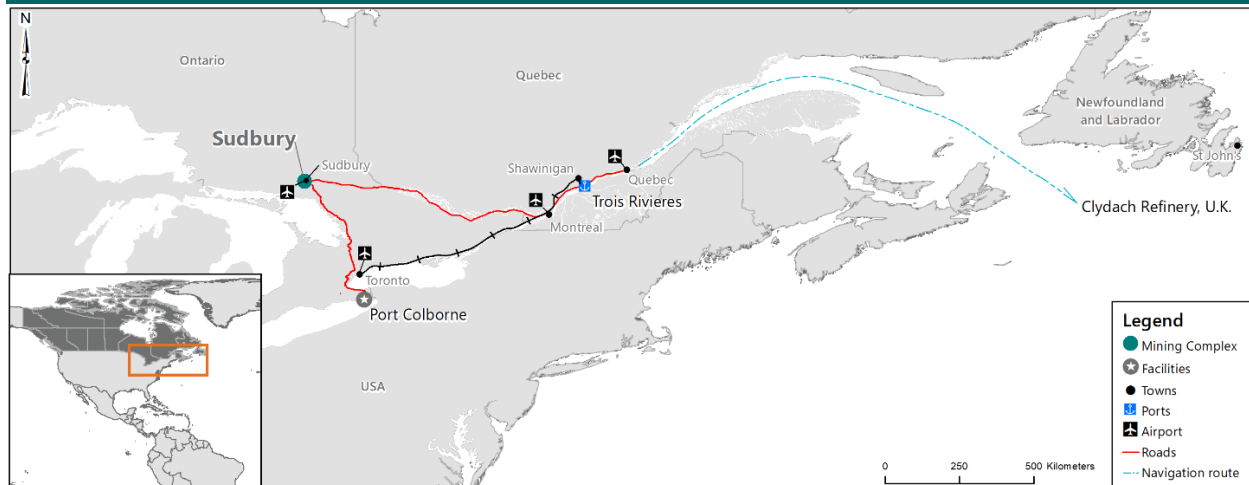 N
Ontario
Quebec
Newfoundland
and Labrador
St John's
Sudbury
Sudbury
Shawinigan
Quebec
Trois Rivieres
Montreal
Clydach Refinery, U.K.
Toronto
Port Colborne
USA
Legend
Mining Complex
Facilities
Towns
Ports
Airport
Roads
Navigation route
0 250 500 Kilometers